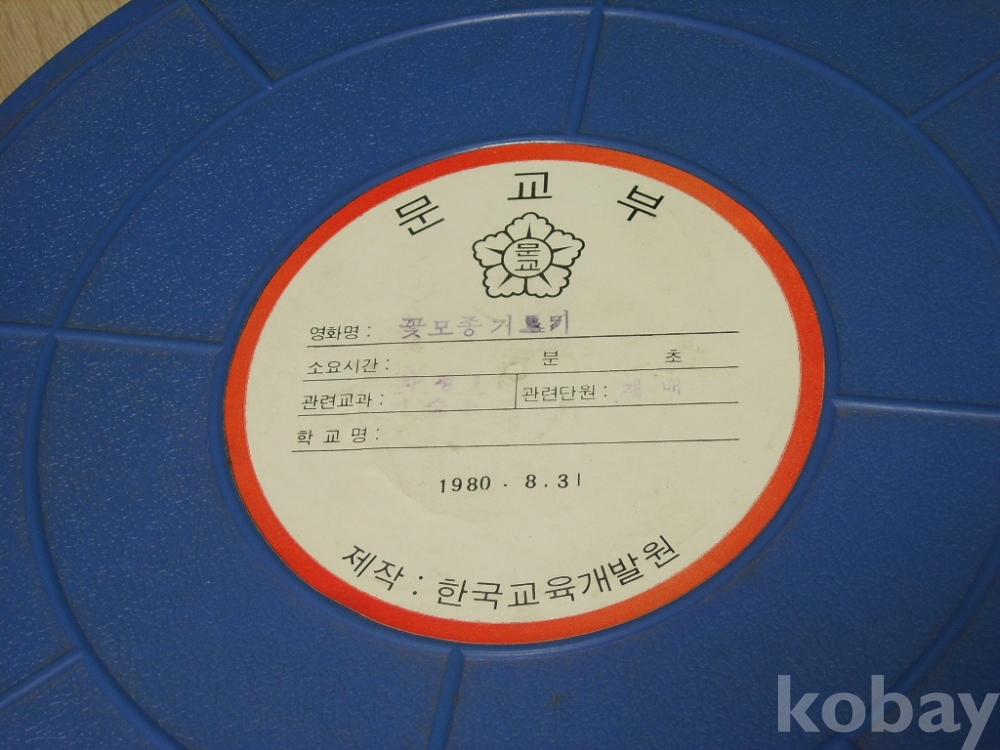 문교부
문교
영화명 : 꽃모종기르기
소요시간 : 분 초
관련교과 : 관련단원 : 재배
학교명 :
1980. 8. 31
제작 : 한국교육개발원
kobay